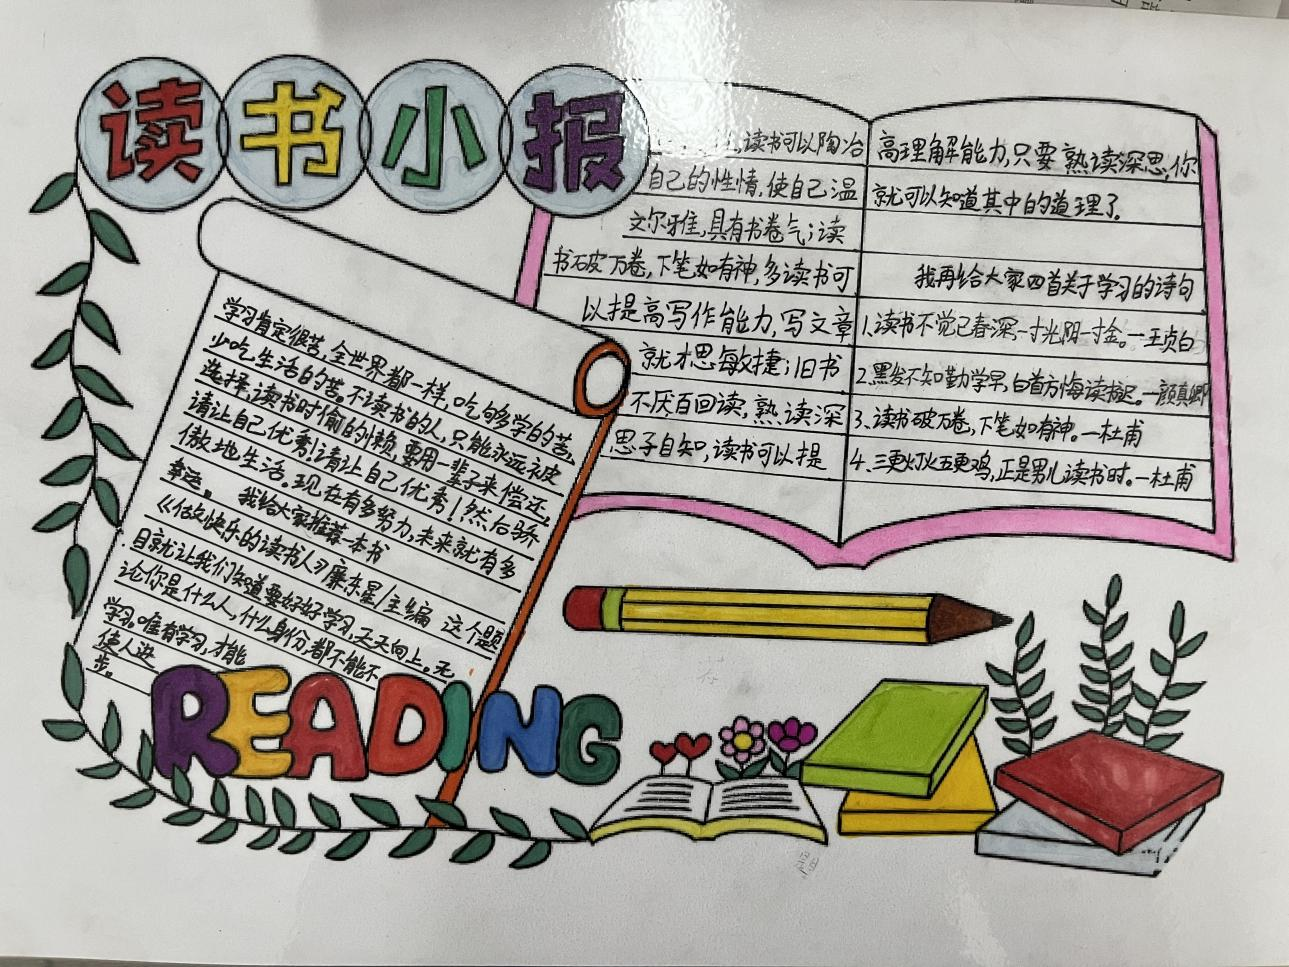 读书小报
学习肯定很苦,全世界都一样,吃够学的苦,
少吃生活的苦。不读书的人,只能永远被
选择,读书时偷的懒,要用一辈子来偿还,
请让自己优秀!请让自己优秀!然后骄
傲地生活。现在有多努力,未来就有多
幸运。 我给大家推荐一本书
快乐的读书人》廉东星/主编 这个题
目就让我们知道要好好学习,天天向上。无
论你是什么人,什么身份,都不能不
学习。唯有学习,才能
使人进
步。
READING
读书可以陶冶
自己的性情,使自己温
文尔雅,具有书卷气;读
书破万卷,下笔如有神,多读书可
以提高写作能力,写文章
就才思敏捷;旧书
不厌百回读,熟读深
思子自知,读书可以提
高理解能力,只要熟读深思,你
就可以知道其中的道理了。
我再给大家四首关于学习的诗句
1.读书不觉已春深,一寸光阴一寸金。—王贞白
2.黑发不知勤学早,白首方悔读书迟。—颜真卿
3.读书破万卷,下笔如有神。—杜甫
4.三更灯火五更鸡,正是男儿读书时。—杜甫